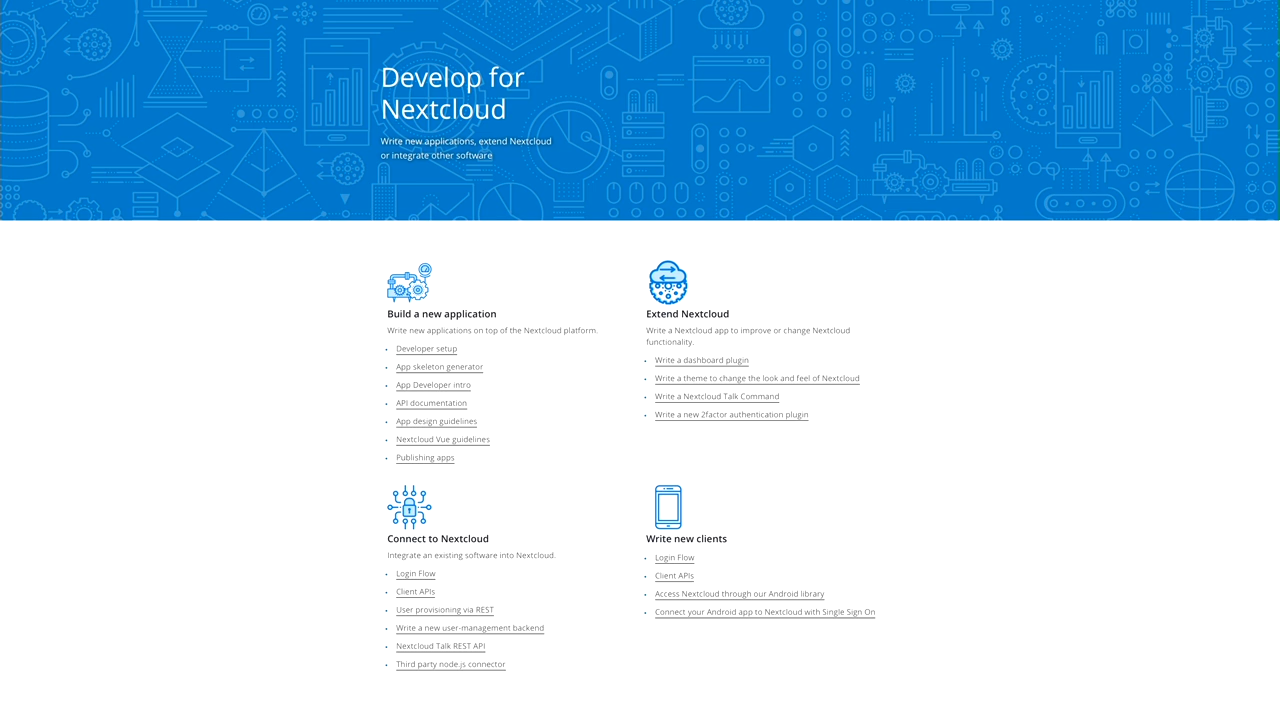 Develop for
Nextcloud
Write new applications, extend Nextcloud
or integrate other software
Build a new application
Write new applications on top of the Nextcloud platform.
Developer setup
App skeleton generator
App Developer intro
API documentation
App design guidelines
Nextcloud Vue guidelines
Publishing apps
Extend Nextcloud
Write a Nextcloud app to improve or change Nextcloud
functionality.
Write a dashboard plugin
Write a theme to change the look and feel of Nextcloud
Write a Nextcloud Talk Command
Write a new 2factor authentication plugin
Connect to Nextcloud
Integrate an existing software into Nextcloud.
Login Flow
Client APIs
User provisioning via REST
Write a new user-management backend
Nextcloud Talk REST API
Third party node.js connector
Write new clients
Login Flow
Client APIs
Access Nextcloud through our Android library
Connect your Android app to Nextcloud with Single Sign On